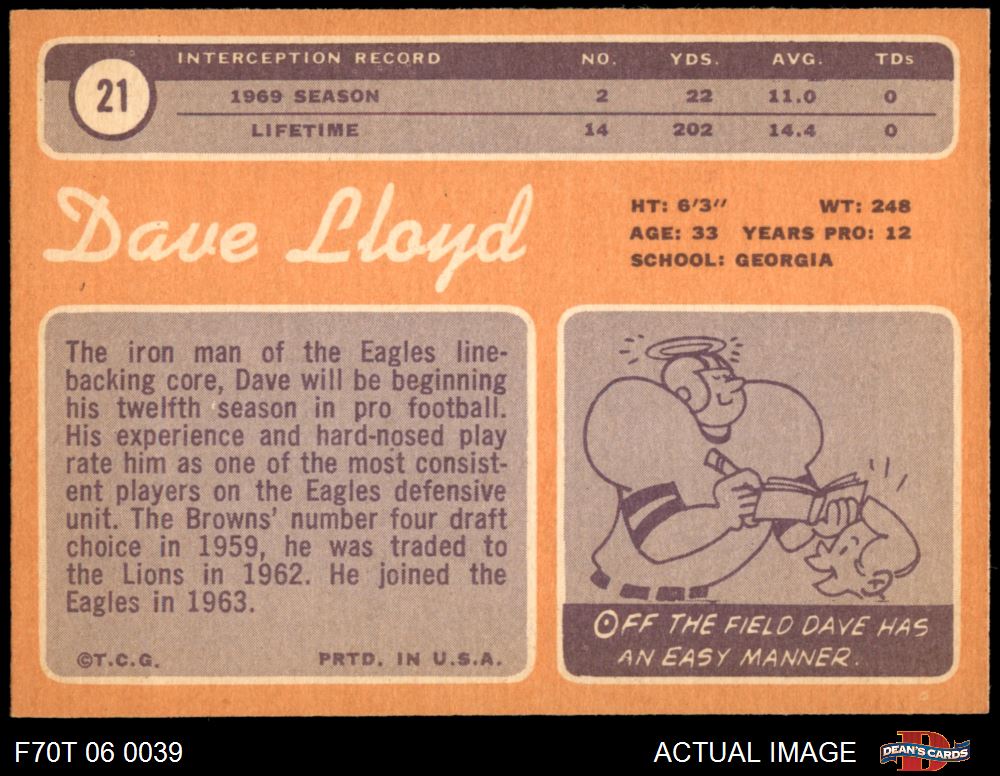 21
INTERCEPTION RECORD NO. YDS. AVG. TDs
1969 SEASON 2 22 11.0 0
LIFETIME 14 202 14.4 0
Dave Lloyd
HT: 6'3" WT: 248
AGE: 33 YEARS PRO: 12
SCHOOL: GEORGIA
The iron man of the Eagles line-
backing core, Dave will be beginning
his twelfth season in pro football.
His experience and hard-nosed play
rate him as one of the most consist-
ent players on the Eagles defensive
unit. The Browns' number four draft
choice in 1959, he was traded to
the Lions in 1962. He joined the
Eagles in 1963.
©T.C.G. PRTD. IN U.S.A.
OFF THE FIELD DAVE HAS
AN EASY MANNER.
F70T 06 0039 ACTUAL IMAGE
D
DEAN'S CARDS